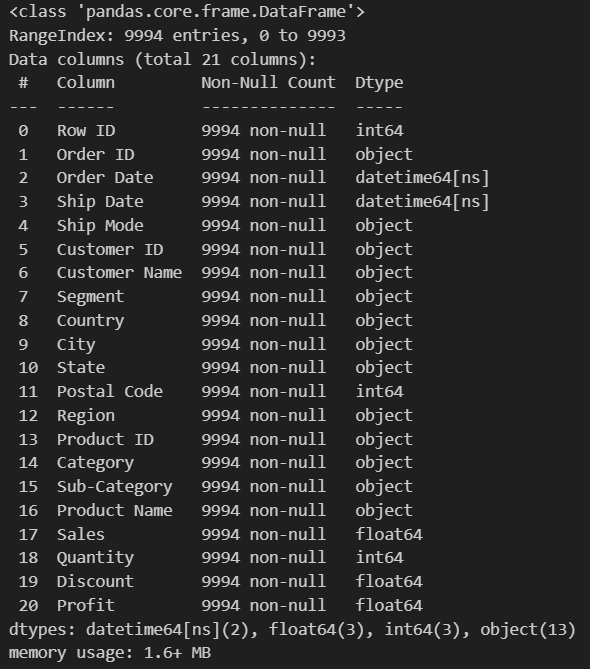 <class 'pandas.core.frame.DataFrame'>
RangeIndex: 9994 entries, 0 to 9993
Data columns (total 21 columns):
 #   Column         Non-Null Count  Dtype
---  ------         --------------  -----
 0   Row ID         9994 non-null   int64
 1   Order ID       9994 non-null   object
 2   Order Date     9994 non-null   datetime64[ns]
 3   Ship Date      9994 non-null   datetime64[ns]
 4   Ship Mode      9994 non-null   object
 5   Customer ID    9994 non-null   object
 6   Customer Name  9994 non-null   object
 7   Segment        9994 non-null   object
 8   Country        9994 non-null   object
 9   City           9994 non-null   object
 10  State          9994 non-null   object
 11  Postal Code    9994 non-null   int64
 12  Region         9994 non-null   object
 13  Product ID     9994 non-null   object
 14  Category       9994 non-null   object
 15  Sub-Category   9994 non-null   object
 16  Product Name   9994 non-null   object
 17  Sales          9994 non-null   float64
 18  Quantity       9994 non-null   int64
 19  Discount       9994 non-null   float64
 20  Profit         9994 non-null   float64
dtypes: datetime64[ns](2), float64(3), int64(3), object(13)
memory usage: 1.6+ MB